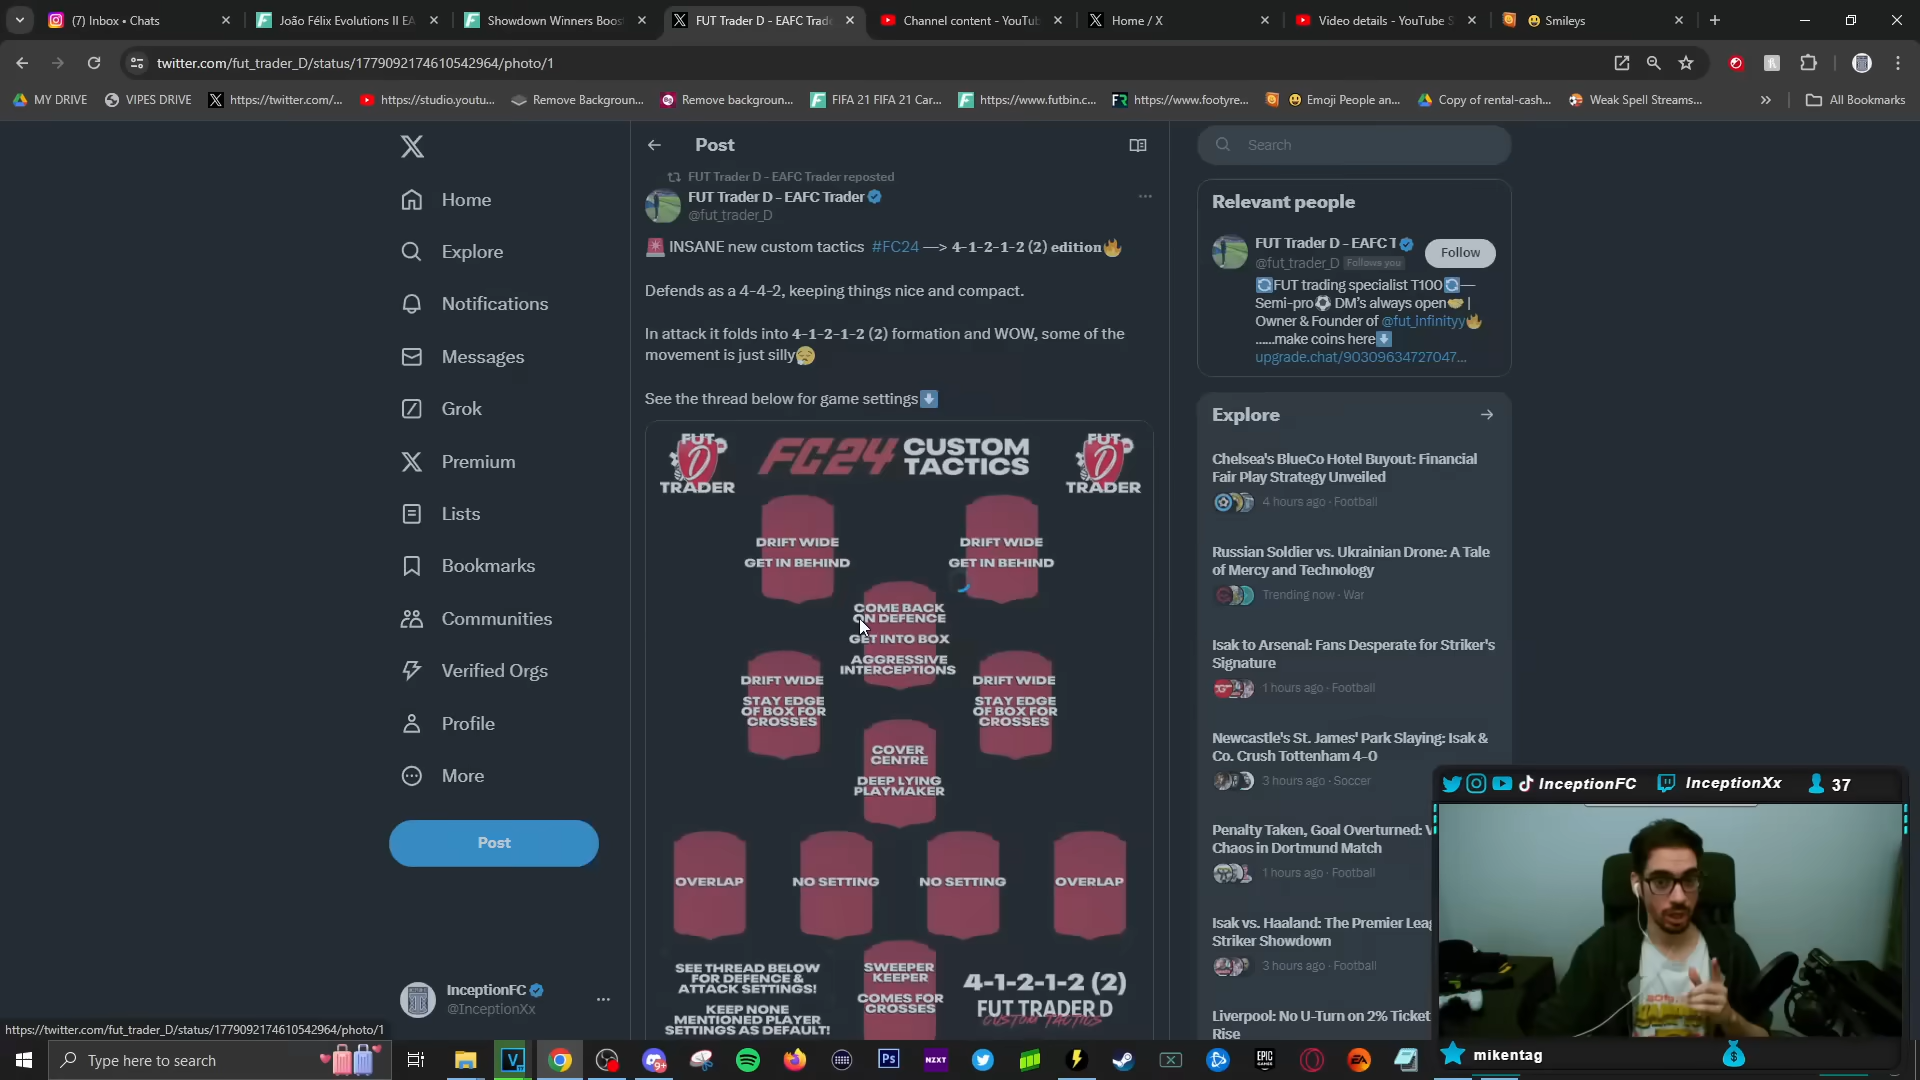 (7) Inbox • Chats
João Félix Evolutions II EA
Showdown Winners Boos
FUT Trader D - EAFC Trade
Channel content - YouTub
Home / X
Video details - YouTube S
Smileys
twitter.com/fut_trader_D/status/1779092174610542964/photo/1
MY DRIVE
VIPES DRIVE
https://twitter.com/...
https://studio.youtu...
Remove Backgroun...
Remove backgroun...
FIFA 21 FIFA 21 Car...
https://www.futbin.c...
https://www.footyre...
Emoji People an...
Copy of rental-cash...
Weak Spell Streams...
All Bookmarks
Home
Explore
Notifications
Messages
Grok
Premium
Lists
Bookmarks
Communities
Verified Orgs
Profile
More
Post
InceptionFC
@InceptionXx
https://twitter.com/fut_trader_D/status/1779092174610542964/photo/1
Post
FUT Trader D - EAFC Trader reposted
FUT Trader D - EAFC Trader
@fut_trader_D
INSANE new custom tactics #FC24 —> 4-1-2-1-2 (2) edition
Defends as a 4-4-2, keeping things nice and compact.
In attack it folds into 4-1-2-1-2 (2) formation and WOW, some of the
movement is just silly
See the thread below for game settings
FUT
D
TRADER
FC24 CUSTOM
TACTICS
FUT
D
TRADER
DRIFT WIDE
GET IN BEHIND
DRIFT WIDE
GET IN BEHIND
COME BACK
ON DEFENCE
GET INTO BOX
AGGRESSIVE
INTERCEPTIONS
DRIFT WIDE
STAY EDGE
OF BOX FOR
CROSSES
DRIFT WIDE
STAY EDGE
OF BOX FOR
CROSSES
COVER
CENTRE
DEEP LYING
PLAYMAKER
OVERLAP
NO SETTING
NO SETTING
OVERLAP
SEE THREAD BELOW
FOR DEFENCE &
ATTACK SETTINGS!
KEEP NONE
MENTIONED PLAYER
SETTINGS AS DEFAULT!
SWEEPER
KEEPER
COMES FOR
CROSSES
4-1-2-1-2 (2)
FUT TRADER D
CUSTOM TACTICS
Search
Relevant people
FUT Trader D - EAFC T
@fut_trader_D Follows you
Follow
FUT trading specialist T100 —
Semi-pro DM's always open |
Owner & Founder of @fut_infinityy
......make coins here
upgrade.chat/90309634727047...
Explore
Chelsea's BlueCo Hotel Buyout: Financial
Fair Play Strategy Unveiled
4 hours ago · Football
Russian Soldier vs. Ukrainian Drone: A Tale
of Mercy and Technology
Trending now · War
Isak to Arsenal: Fans Desperate for Striker's
Signature
1 hours ago · Football
Newcastle's St. James' Park Slaying: Isak &
Co. Crush Tottenham 4-0
3 hours ago · Soccer
Penalty Taken, Goal Overturned: V
Chaos in Dortmund Match
1 hours ago · Football
Isak vs. Haaland: The Premier Leag
Striker Showdown
3 hours ago · Football
Liverpool: No U-Turn on 2% Ticket
Rise
InceptionFC
InceptionXx
37
mikentag
Type here to search
V
9+
Ps
NZXT
EPIC
GAMES
EA